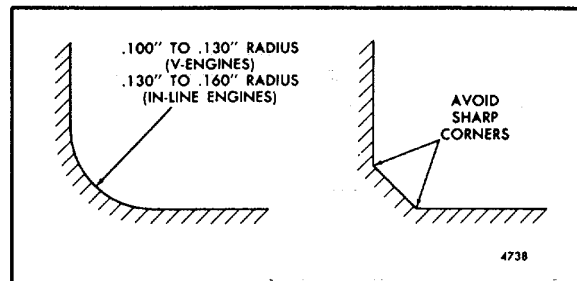 .100” TO .130” RADIUS
(V-ENGINES)
.130” TO .160” RADIUS
(IN-LINE ENGINES)
AVOID
SHARP
CORNERS
4738